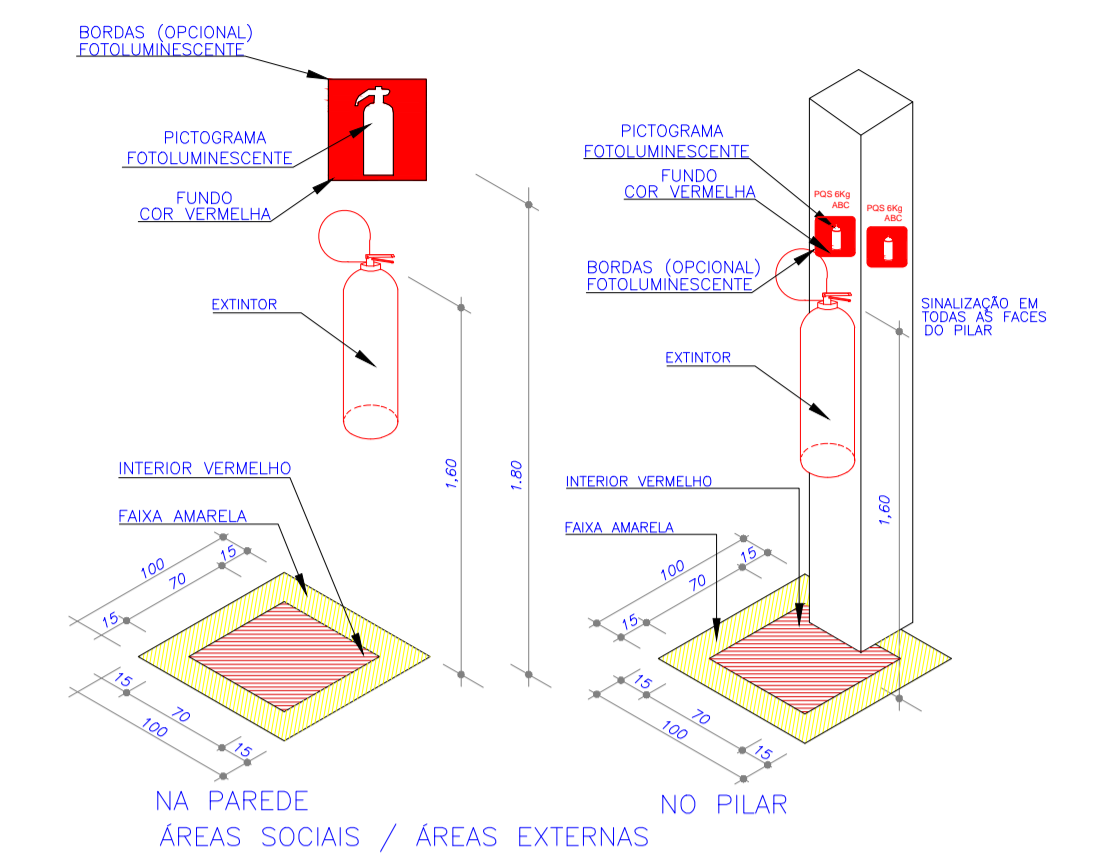 BORDAS (OPCIONAL)
FOTOLUMINESCENTE
PICTOGRAMA
FOTOLUMINESCENTE
FUNDO
COR VERMELHA
EXTINTOR
1,60
1.80
INTERIOR VERMELHO
FAIXA AMARELA
100
15
70
15
15
70
100
15
NA PAREDE
PICTOGRAMA
FOTOLUMINESCENTE
FUNDO
COR VERMELHA
PQS 6Kg
ABC
PQS 6Kg
ABC
BORDAS (OPCIONAL)
FOTOLUMINESCENTE
SINALIZAÇÃO EM
TODAS AS FACES
DO PILAR
EXTINTOR
1,60
INTERIOR VERMELHO
FAIXA AMARELA
100
15
70
15
15
70
100
15
NO PILAR
ÁREAS SOCIAIS / ÁREAS EXTERNAS